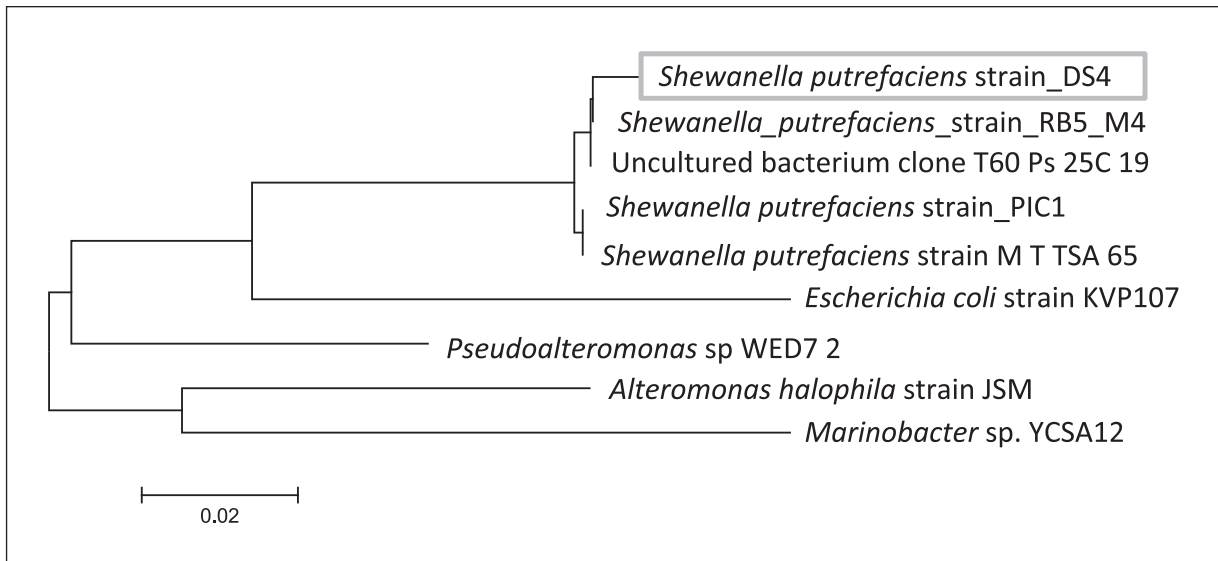 Shewanella putrefaciens strain_DS4
Shewanella_putrefaciens_strain_RB5_M4
Uncultured bacterium clone T60 Ps 25C 19
Shewanella putrefaciens strain_PIC1
Shewanella putrefaciens strain M T TSA 65
Escherichia coli strain KVP107
Pseudoalteromonas sp WED7 2
Alteromonas halophila strain JSM
Marinobacter sp. YCSA12
0.02